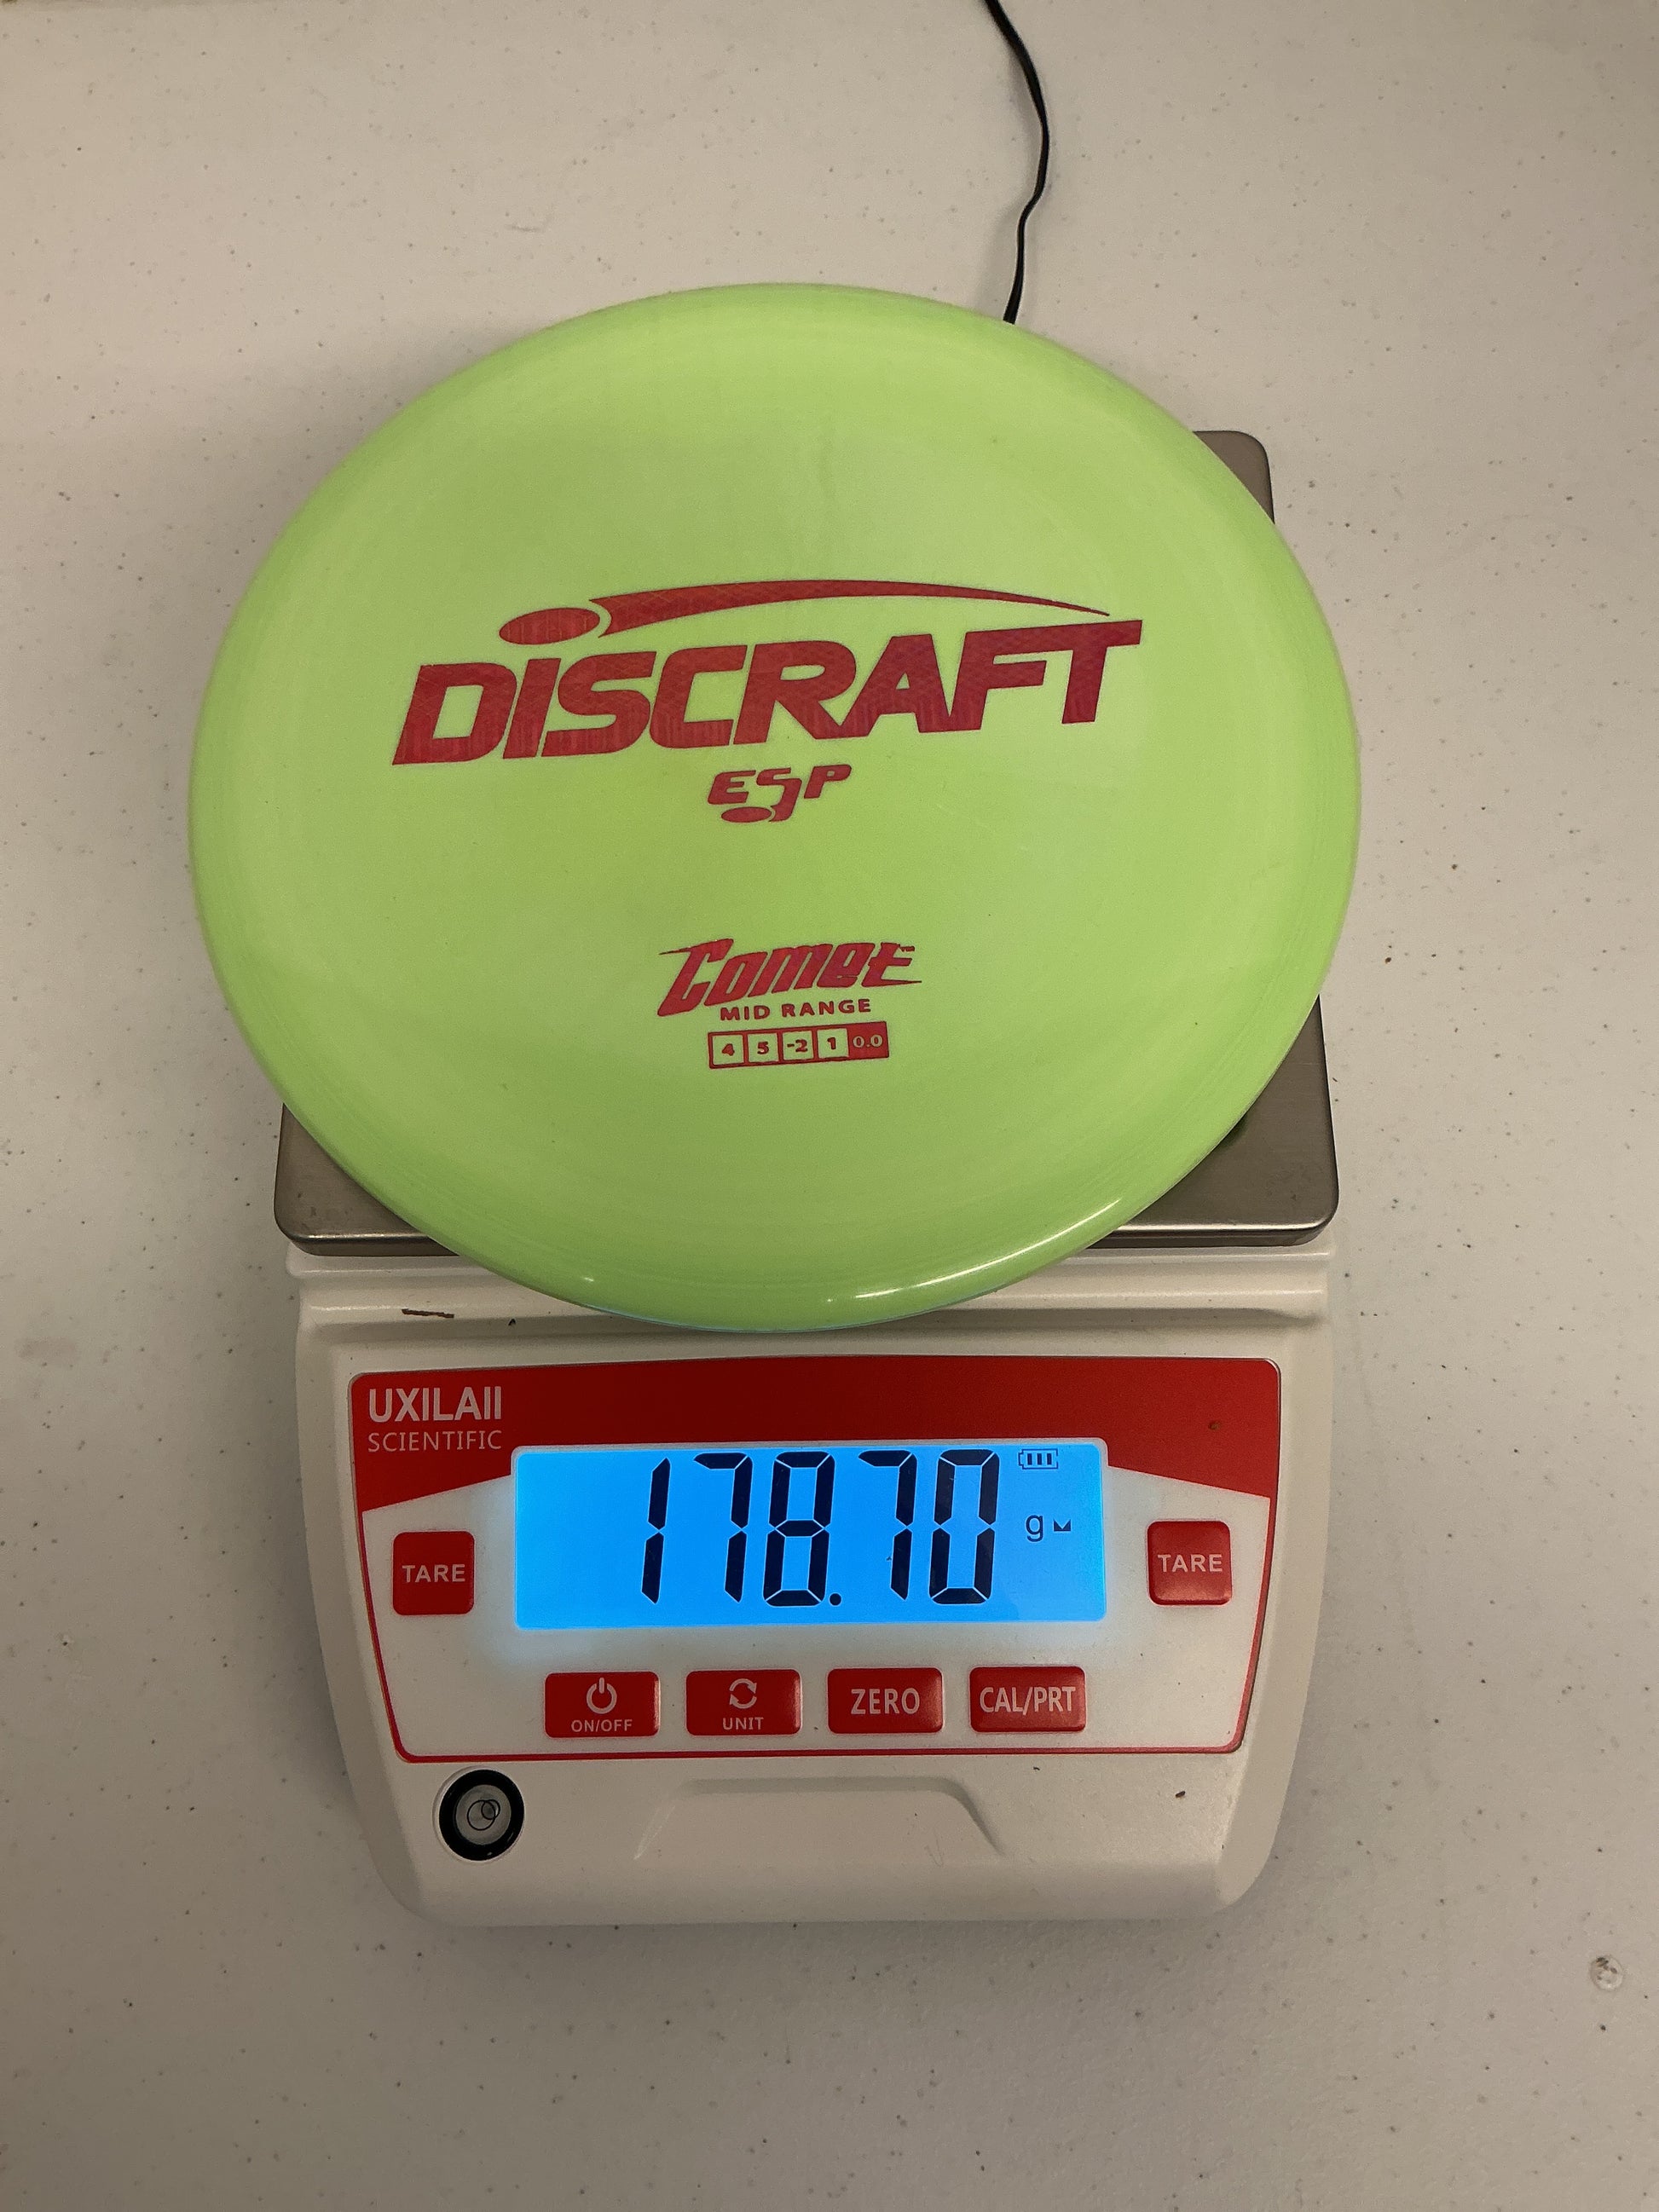 DISCRAFT
ESP
Comet
MID RANGE
4 5 -2 1 0.0
UXILAII
SCIENTIFIC
178.70 g
TARE
TARE
ON/OFF
UNIT
ZERO
CAL/PRT